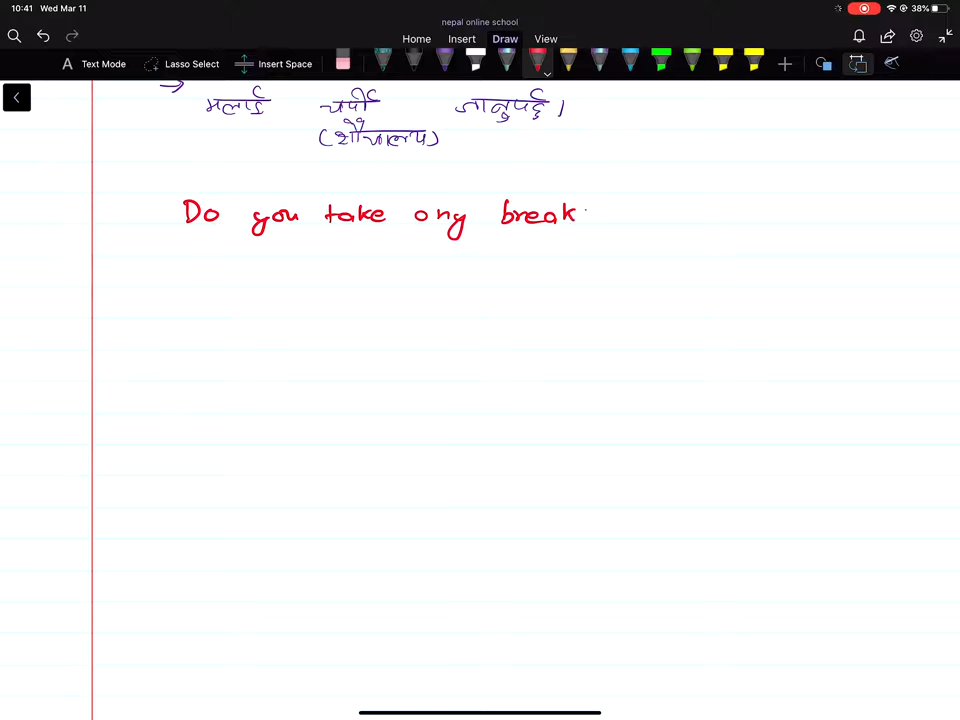 10:41 Wed Mar 11
38%
nepal online school
Home Insert Draw View
Text Mode Lasso Select Insert Space
मलाई चर्पी जानुपर्छ ।
(शौचालय)
Do you take any break